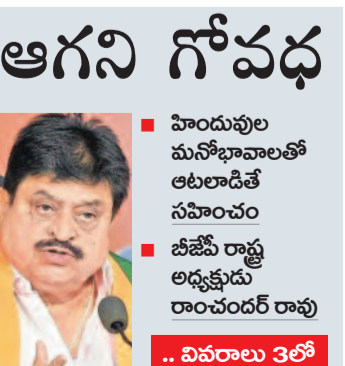 ఆగని గోవధ
హిందువుల
మనోభావాలతో
ఆటలాడితే
సహించం
బీజేపీ రాష్ట్ర
అధ్యక్షుడు
రాంచందర్ రావు
.. వివరాలు 3లో